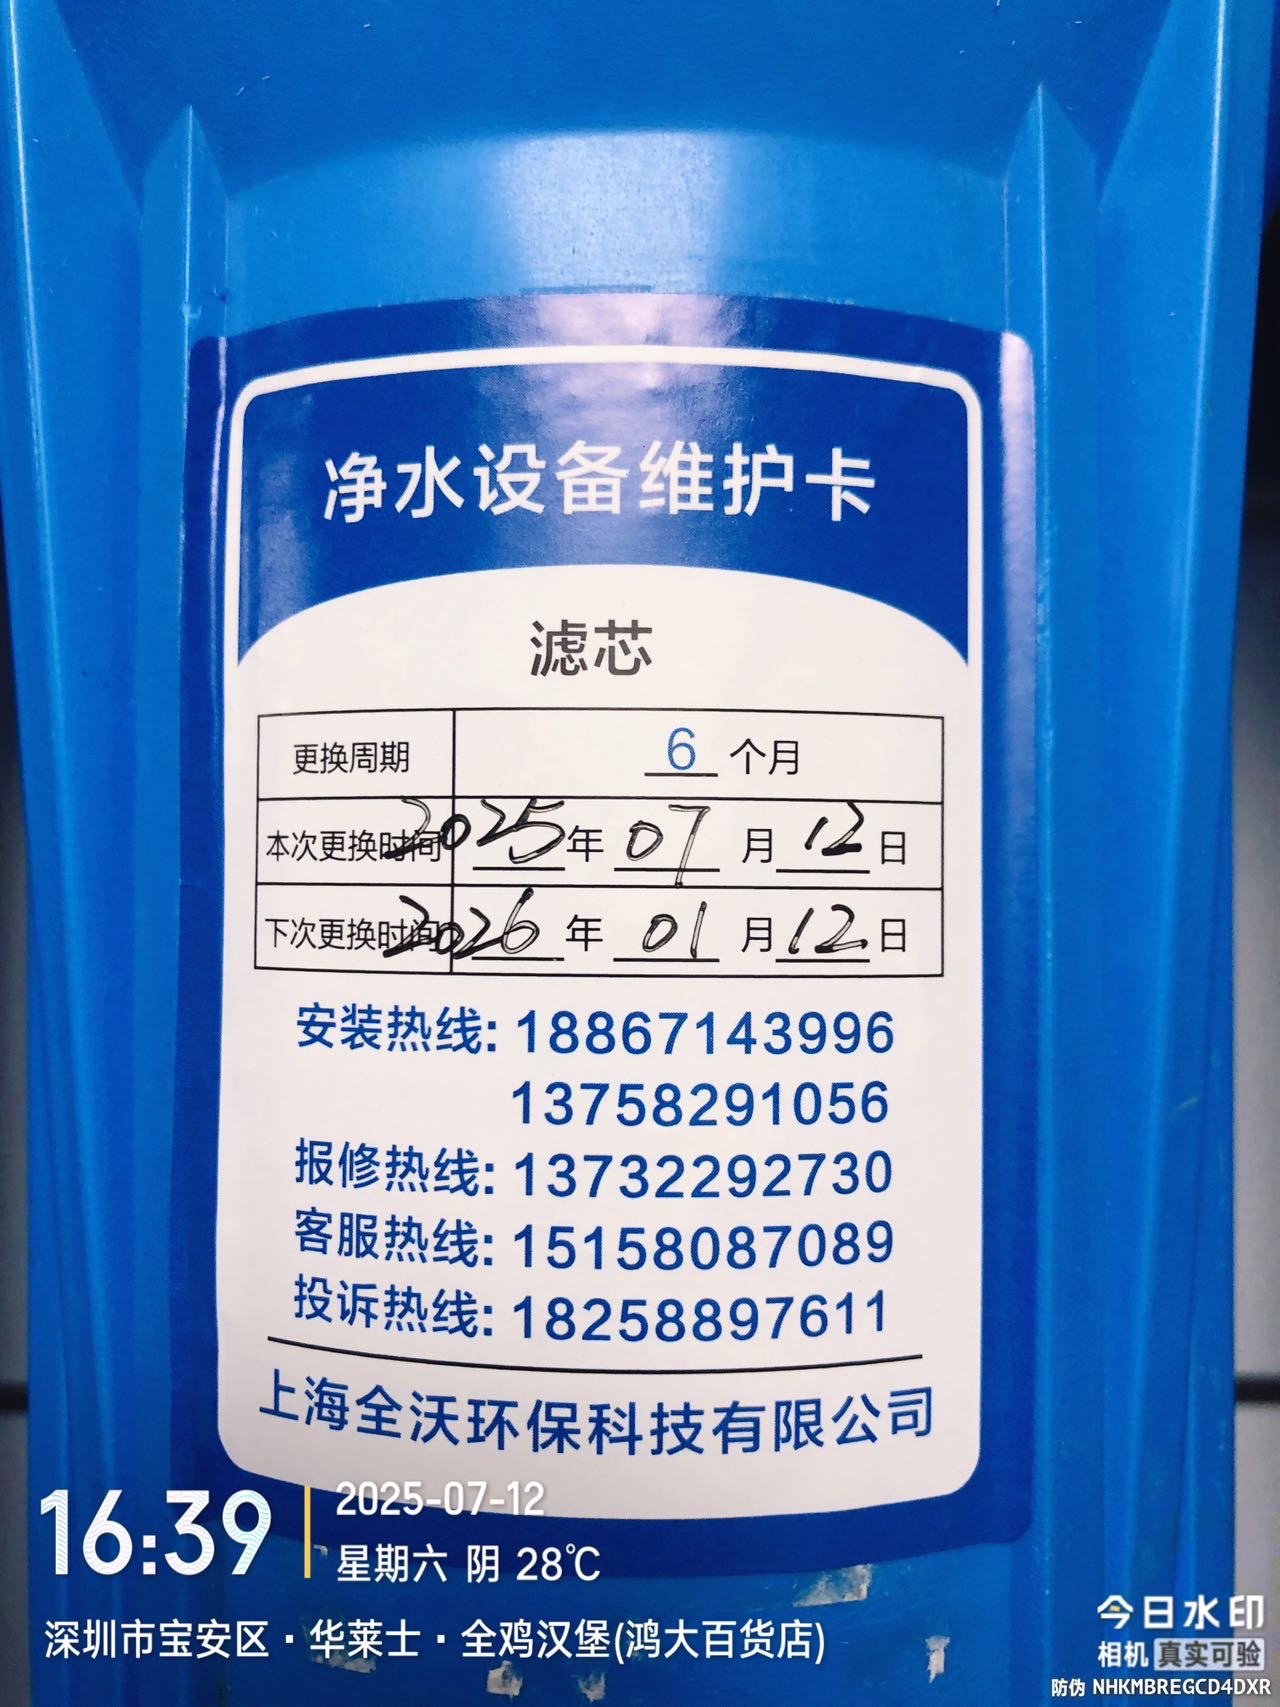 净水设备维护卡
滤芯
更换周期 6 个月
本次更换时间 2025 年 07 月 12 日
下次更换时间 2026 年 01 月 12 日
安装热线: 18867143996
13758291056
报修热线: 13732292730
客服热线: 15158087089
投诉热线: 18258897611
上海全沃环保科技有限公司
16:39
2025-07-12
星期六 阴 28℃
深圳市宝安区·华莱士·全鸡汉堡(鸿大百货店)
今日水印
相机 真实可验
防伪 NHKMBREGCD4DXR